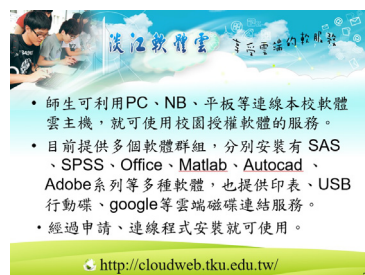 淡江軟體雲 享受雲端的軟服務
• 師生可利用PC、NB、平板等連線本校軟體
雲主機，就可使用校園授權軟體的服務。
• 目前提供多個軟體群組，分別安裝有 SAS
、SPSS、Office、Matlab、Autocad 、
Adobe系列等多種軟體，也提供印表、USB
行動碟、google等雲端磁碟連結服務。
• 經過申請、連線程式安裝就可使用。
http://cloudweb.tku.edu.tw/